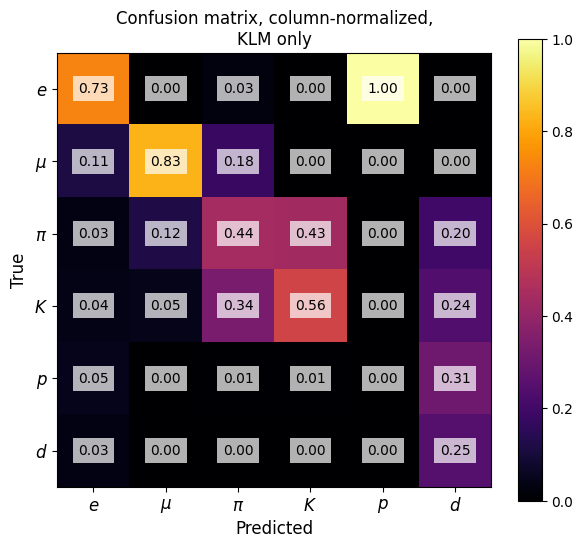 Confusion matrix, column-normalized,
KLM only
True
e 0.73 0.00 0.03 0.00 1.00 0.00
μ 0.11 0.83 0.18 0.00 0.00 0.00
π 0.03 0.12 0.44 0.43 0.00 0.20
K 0.04 0.05 0.34 0.56 0.00 0.24
p 0.05 0.00 0.01 0.01 0.00 0.31
d 0.03 0.00 0.00 0.00 0.00 0.25
e μ π K p d
Predicted
1.0
0.8
0.6
0.4
0.2
0.0